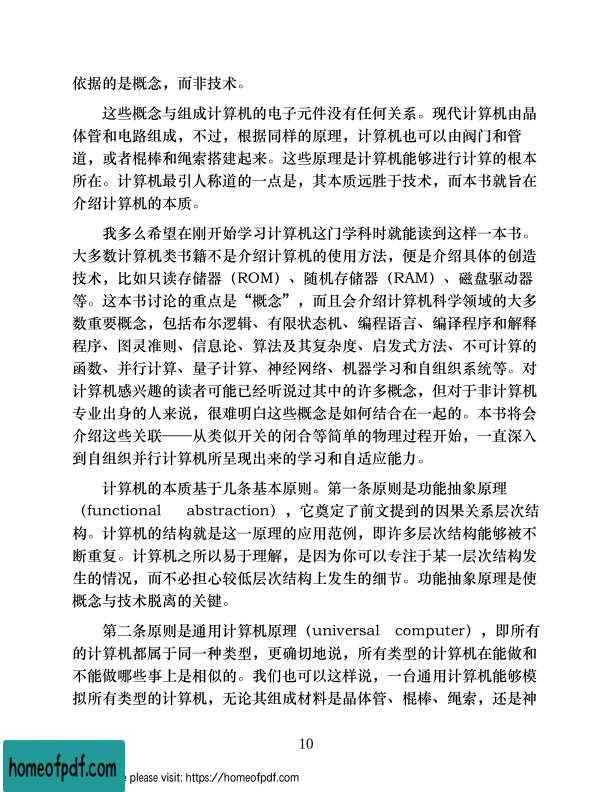 依据的是概念，而非技术。
这些概念与组成计算机的电子元件没有任何关系。现代计算机由晶
体管和电路组成，不过，根据同样的原理，计算机也可以由阀门和管
道，或者棍棒和绳索搭建起来。这些原理是计算机能够进行计算的根本
所在。计算机最引人称道的一点是，其本质远胜于技术，而本书就旨在
介绍计算机的本质。
我多么希望在刚开始学习计算机这门学科时就能读到这样一本书。
大多数计算机类书籍不是介绍计算机的使用方法，便是介绍具体的创造
技术，比如只读存储器（ROM）、随机存储器（RAM）、磁盘驱动器
等。这本书讨论的重点是“概念”，而且会介绍计算机科学领域的大多
数重要概念，包括布尔逻辑、有限状态机、编程语言、编译程序和解释
程序、图灵准则、信息论、算法及其复杂度、启发式方法、不可计算的
函数、并行计算、量子计算、神经网络、机器学习和自组织系统等。对
计算机感兴趣的读者可能已经听说过其中的许多概念，但对于非计算机
专业出身的人来说，很难明白这些概念是如何结合在一起的。本书将会
介绍这些关联——从类似开关的闭合等简单的物理过程开始，一直深入
到自组织并行计算机所呈现出来的学习和自适应能力。
计算机的本质基于几条基本原则。第一条原则是功能抽象原理
（functional abstraction），它奠定了前文提到的因果关系层次结
构。计算机的结构就是这一原理的应用范例，即许多层次结构能够被不
断重复。计算机之所以易于理解，是因为你可以专注于某一层次结构发
生的情况，而不必担心较低层次结构上发生的细节。功能抽象原理是使
概念与技术脱离的关键。
第二条原则是通用计算机原理（universal computer），即所有
的计算机都属于同一种类型，更确切地说，所有类型的计算机在能做和
不能做哪些事上是相似的。我们也可以这样说，一台通用计算机能够模
拟所有类型的计算机，无论其组成材料是晶体管、棍棒、绳索，还是神
10
homeofpdf.com
please visit: https://homeofpdf.com